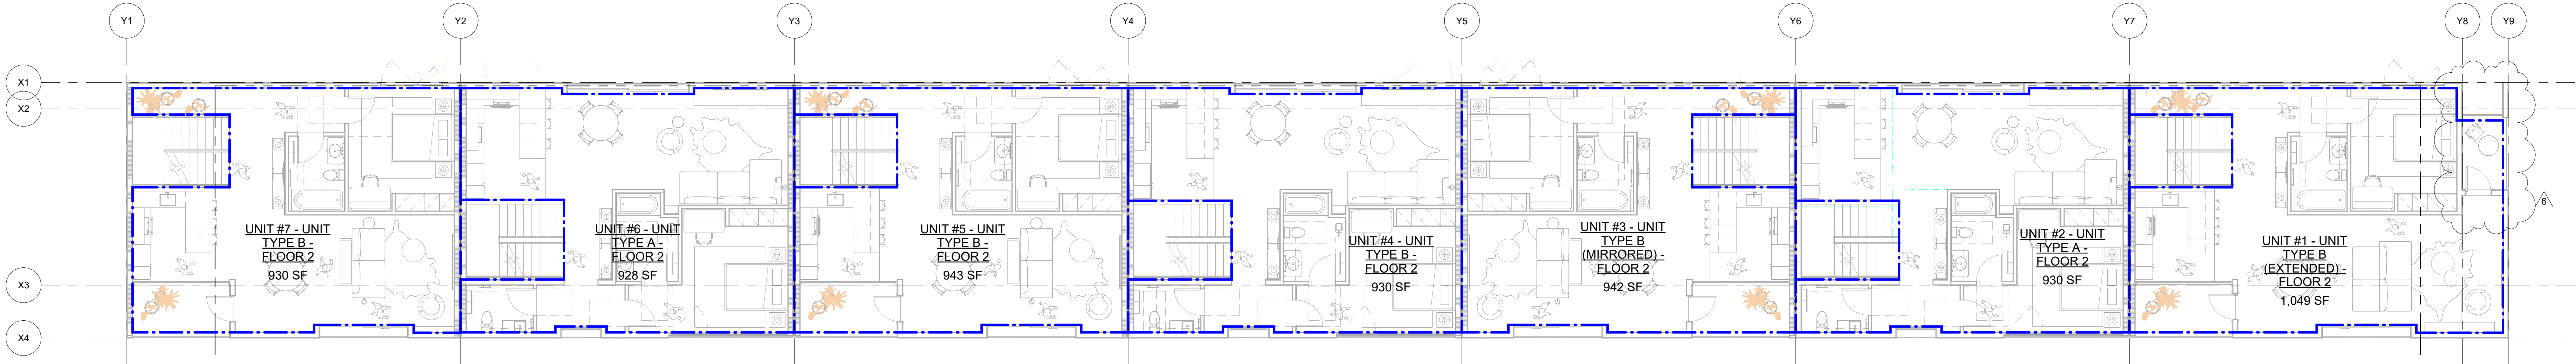 Y1
Y2
Y3
Y4
Y5
Y6
Y7
Y8
Y9
X1
X2
X3
X4
UNIT #7 - UNIT
TYPE B -
FLOOR 2
930 SF
UNIT #6 - UNIT
TYPE A -
FLOOR 2
928 SF
UNIT #5 - UNIT
TYPE B -
FLOOR 2
943 SF
UNIT #4 - UNIT
TYPE B -
FLOOR 2
930 SF
UNIT #3 - UNIT
TYPE B
(MIRRORED) -
FLOOR 2
942 SF
UNIT #2 - UNIT
TYPE A -
FLOOR 2
930 SF
UNIT #1 - UNIT
TYPE B
(EXTENDED) -
FLOOR 2
1,049 SF
6